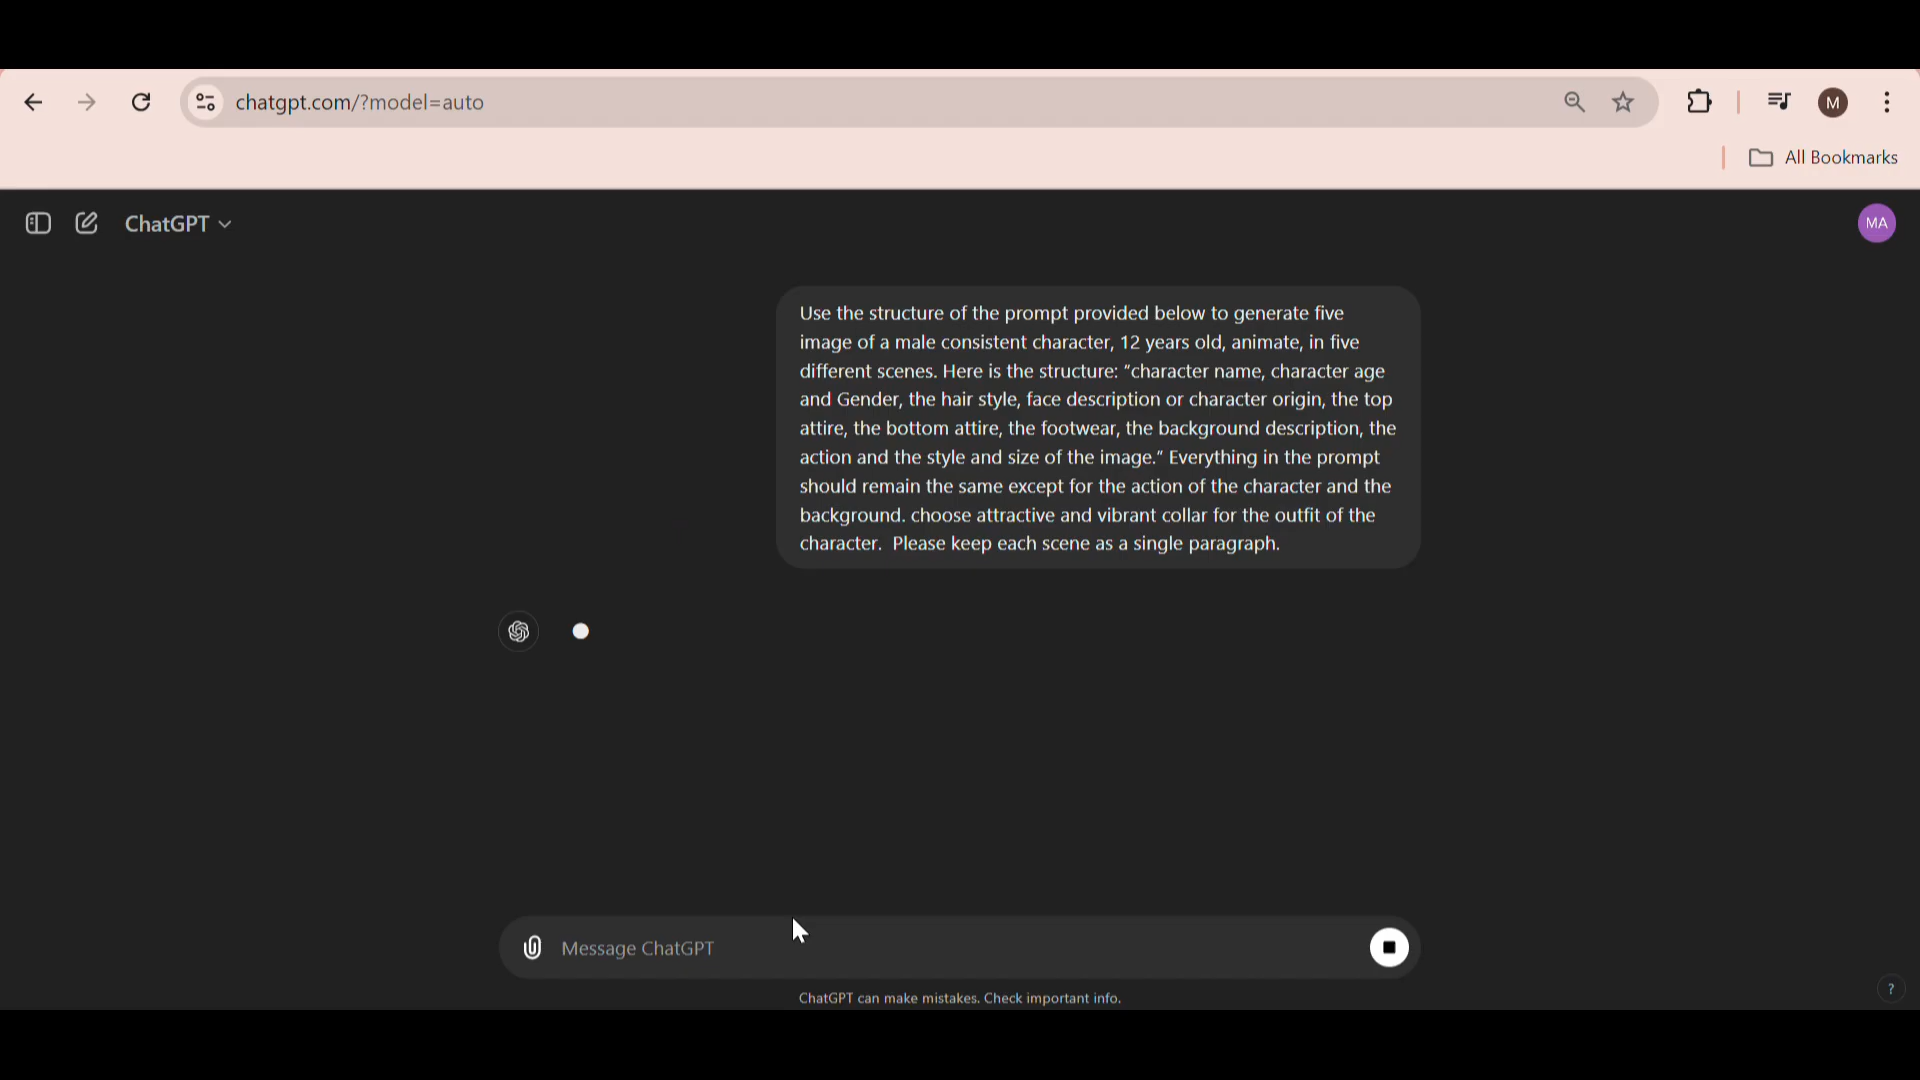 chatgpt.com/?model=auto
M
All Bookmarks
ChatGPT
MA
Use the structure of the prompt provided below to generate five
image of a male consistent character, 12 years old, animate, in five
different scenes. Here is the structure: “character name, character age
and Gender, the hair style, face description or character origin, the top
attire, the bottom attire, the footwear, the background description, the
action and the style and size of the image.” Everything in the prompt
should remain the same except for the action of the character and the
background. choose attractive and vibrant collar for the outfit of the
character.  Please keep each scene as a single paragraph.
Message ChatGPT
ChatGPT can make mistakes. Check important info.
?